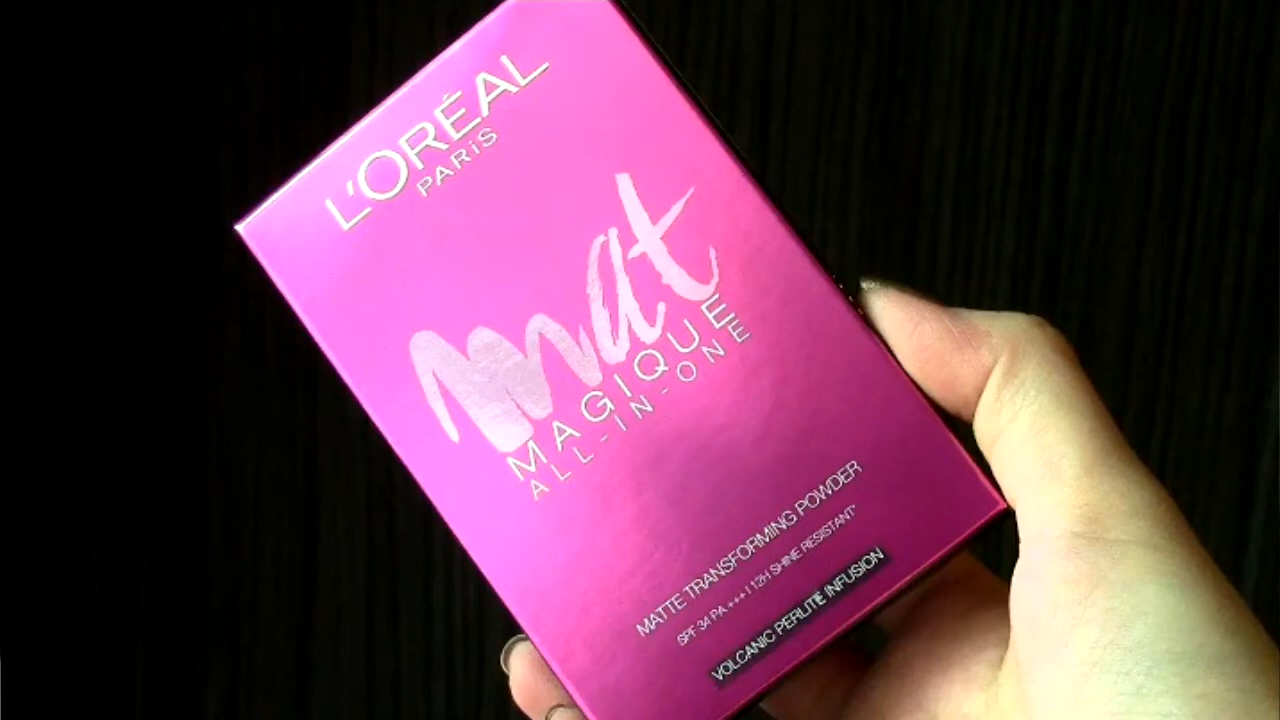 L'ORÉAL
PARiS
mat
MAGIQUE
ALL-IN-ONE
MATTE TRANSFORMING POWDER
SPF 34 PA +++ | 12H SHINE RESISTANT*
VOLCANIC PERLITE INFUSION